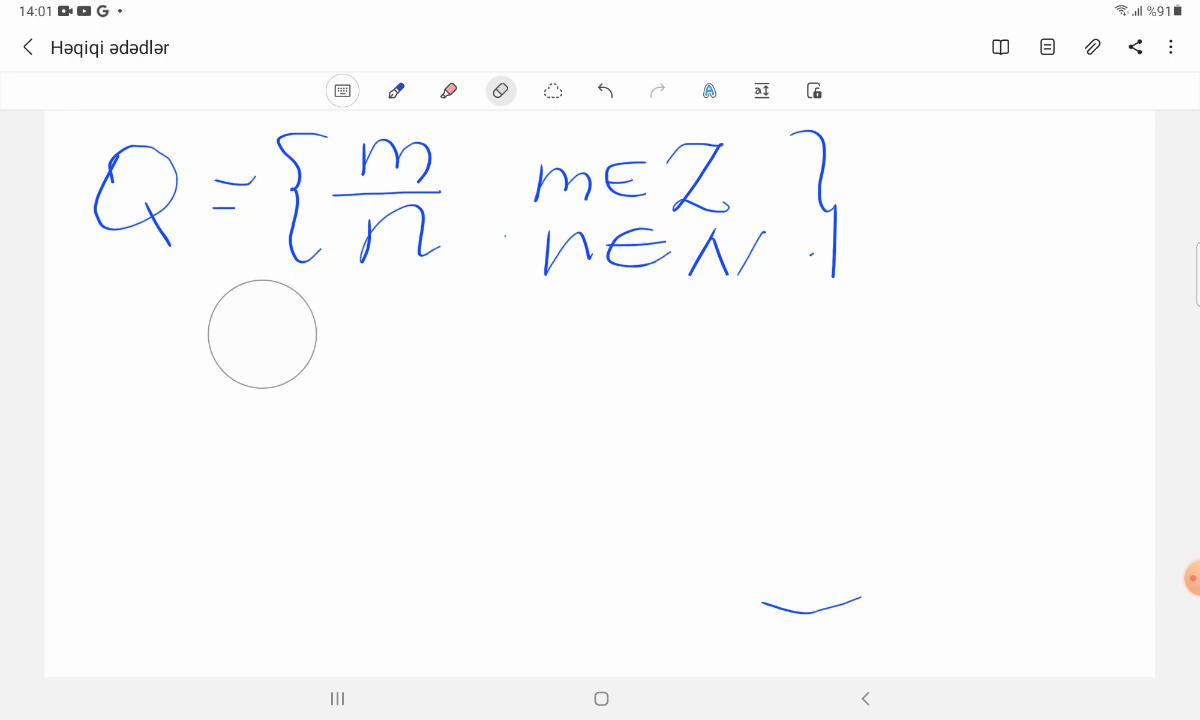 14:01 G %91
Həqiqi ədədlər
Q = { m/n m∈Z }
n∈N